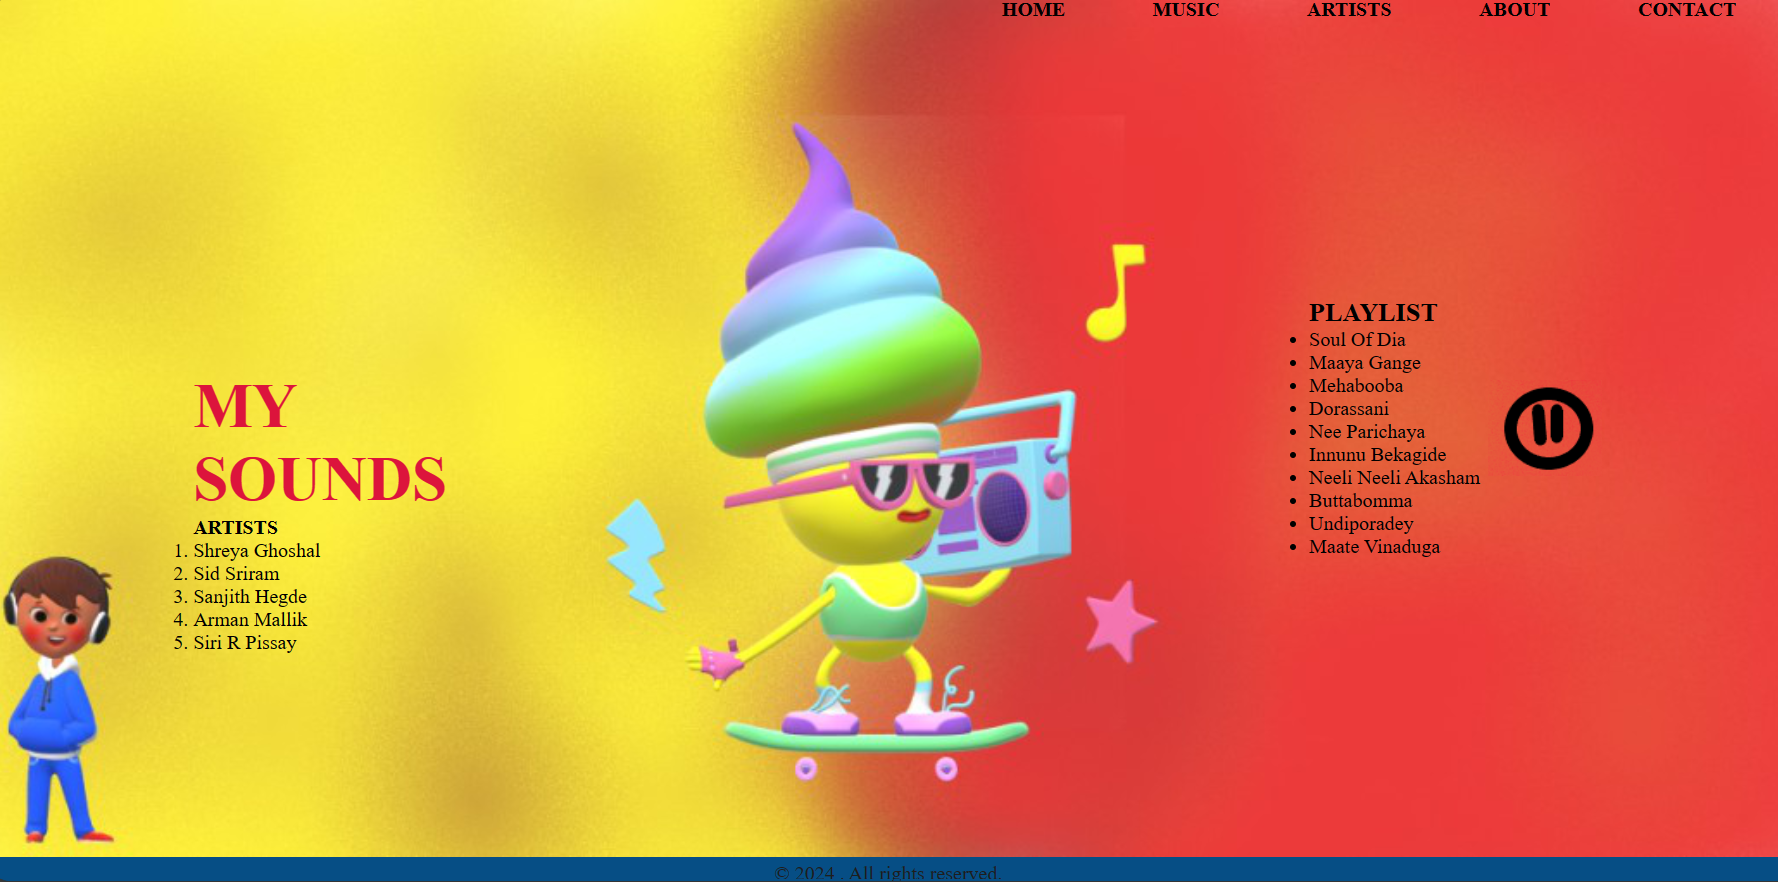 HOME MUSIC ARTISTS ABOUT CONTACT
MY
SOUNDS
ARTISTS
1. Shreya Ghoshal
2. Sid Sriram
3. Sanjith Hegde
4. Arman Mallik
5. Siri R Pissay
PLAYLIST
• Soul Of Dia
• Maaya Gange
• Mehabooba
• Dorassani
• Nee Parichaya
• Innunu Bekagide
• Neeli Neeli Akasham
• Buttabomma
• Undiporadey
• Maate Vinaduga
© 2024 . All rights reserved.